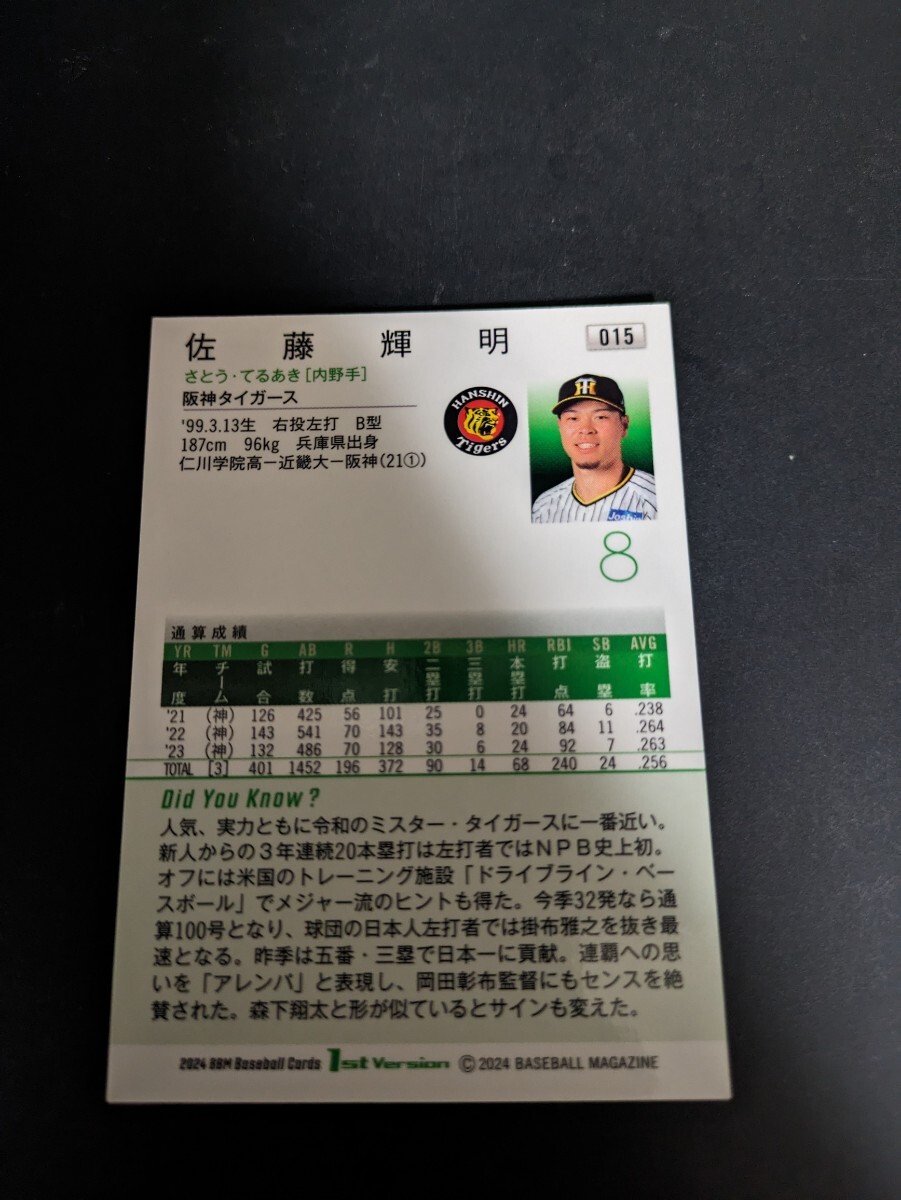 佐藤輝明
015
さとう・てるあき[内野手]
阪神タイガース
'99.3.13生 右投左打 B型
187cm 96kg 兵庫県出身
仁川学院高ー近畿大ー阪神(21①)
HANSHIN
Tigers
8
通算成績
YR TM G AB R H 2B 3B HR RBI SB AVG
年度 チーム 試合 打数 得点 安打 二塁打 三塁打 本塁打 打点 盗塁 打率
'21 (神) 126 425 56 101 25 0 24 64 6 .238
'22 (神) 143 541 70 143 35 8 20 84 11 .264
'23 (神) 132 486 70 128 30 6 24 92 7 .263
TOTAL [3] 401 1452 196 372 90 14 68 240 24 .256
Did You Know?
人気、実力ともに令和のミスター・タイガースに一番近い。
新人からの3年連続20本塁打は左打者ではNPB史上初。
オフには米国のトレーニング施設「ドライブライン・ベー
スボール」でメジャー流のヒントも得た。今季32発なら通
算100号となり、球団の日本人左打者では掛布雅之を抜き最
速となる。昨季は五番・三塁で日本一に貢献。連覇への思
いを「アレンパ」と表現し、岡田彰布監督にもセンスを絶
賛された。森下翔太と形が似ているとサインも変えた。
2024 BBM Baseball Cards 1st Version ©2024 BASEBALL MAGAZINE